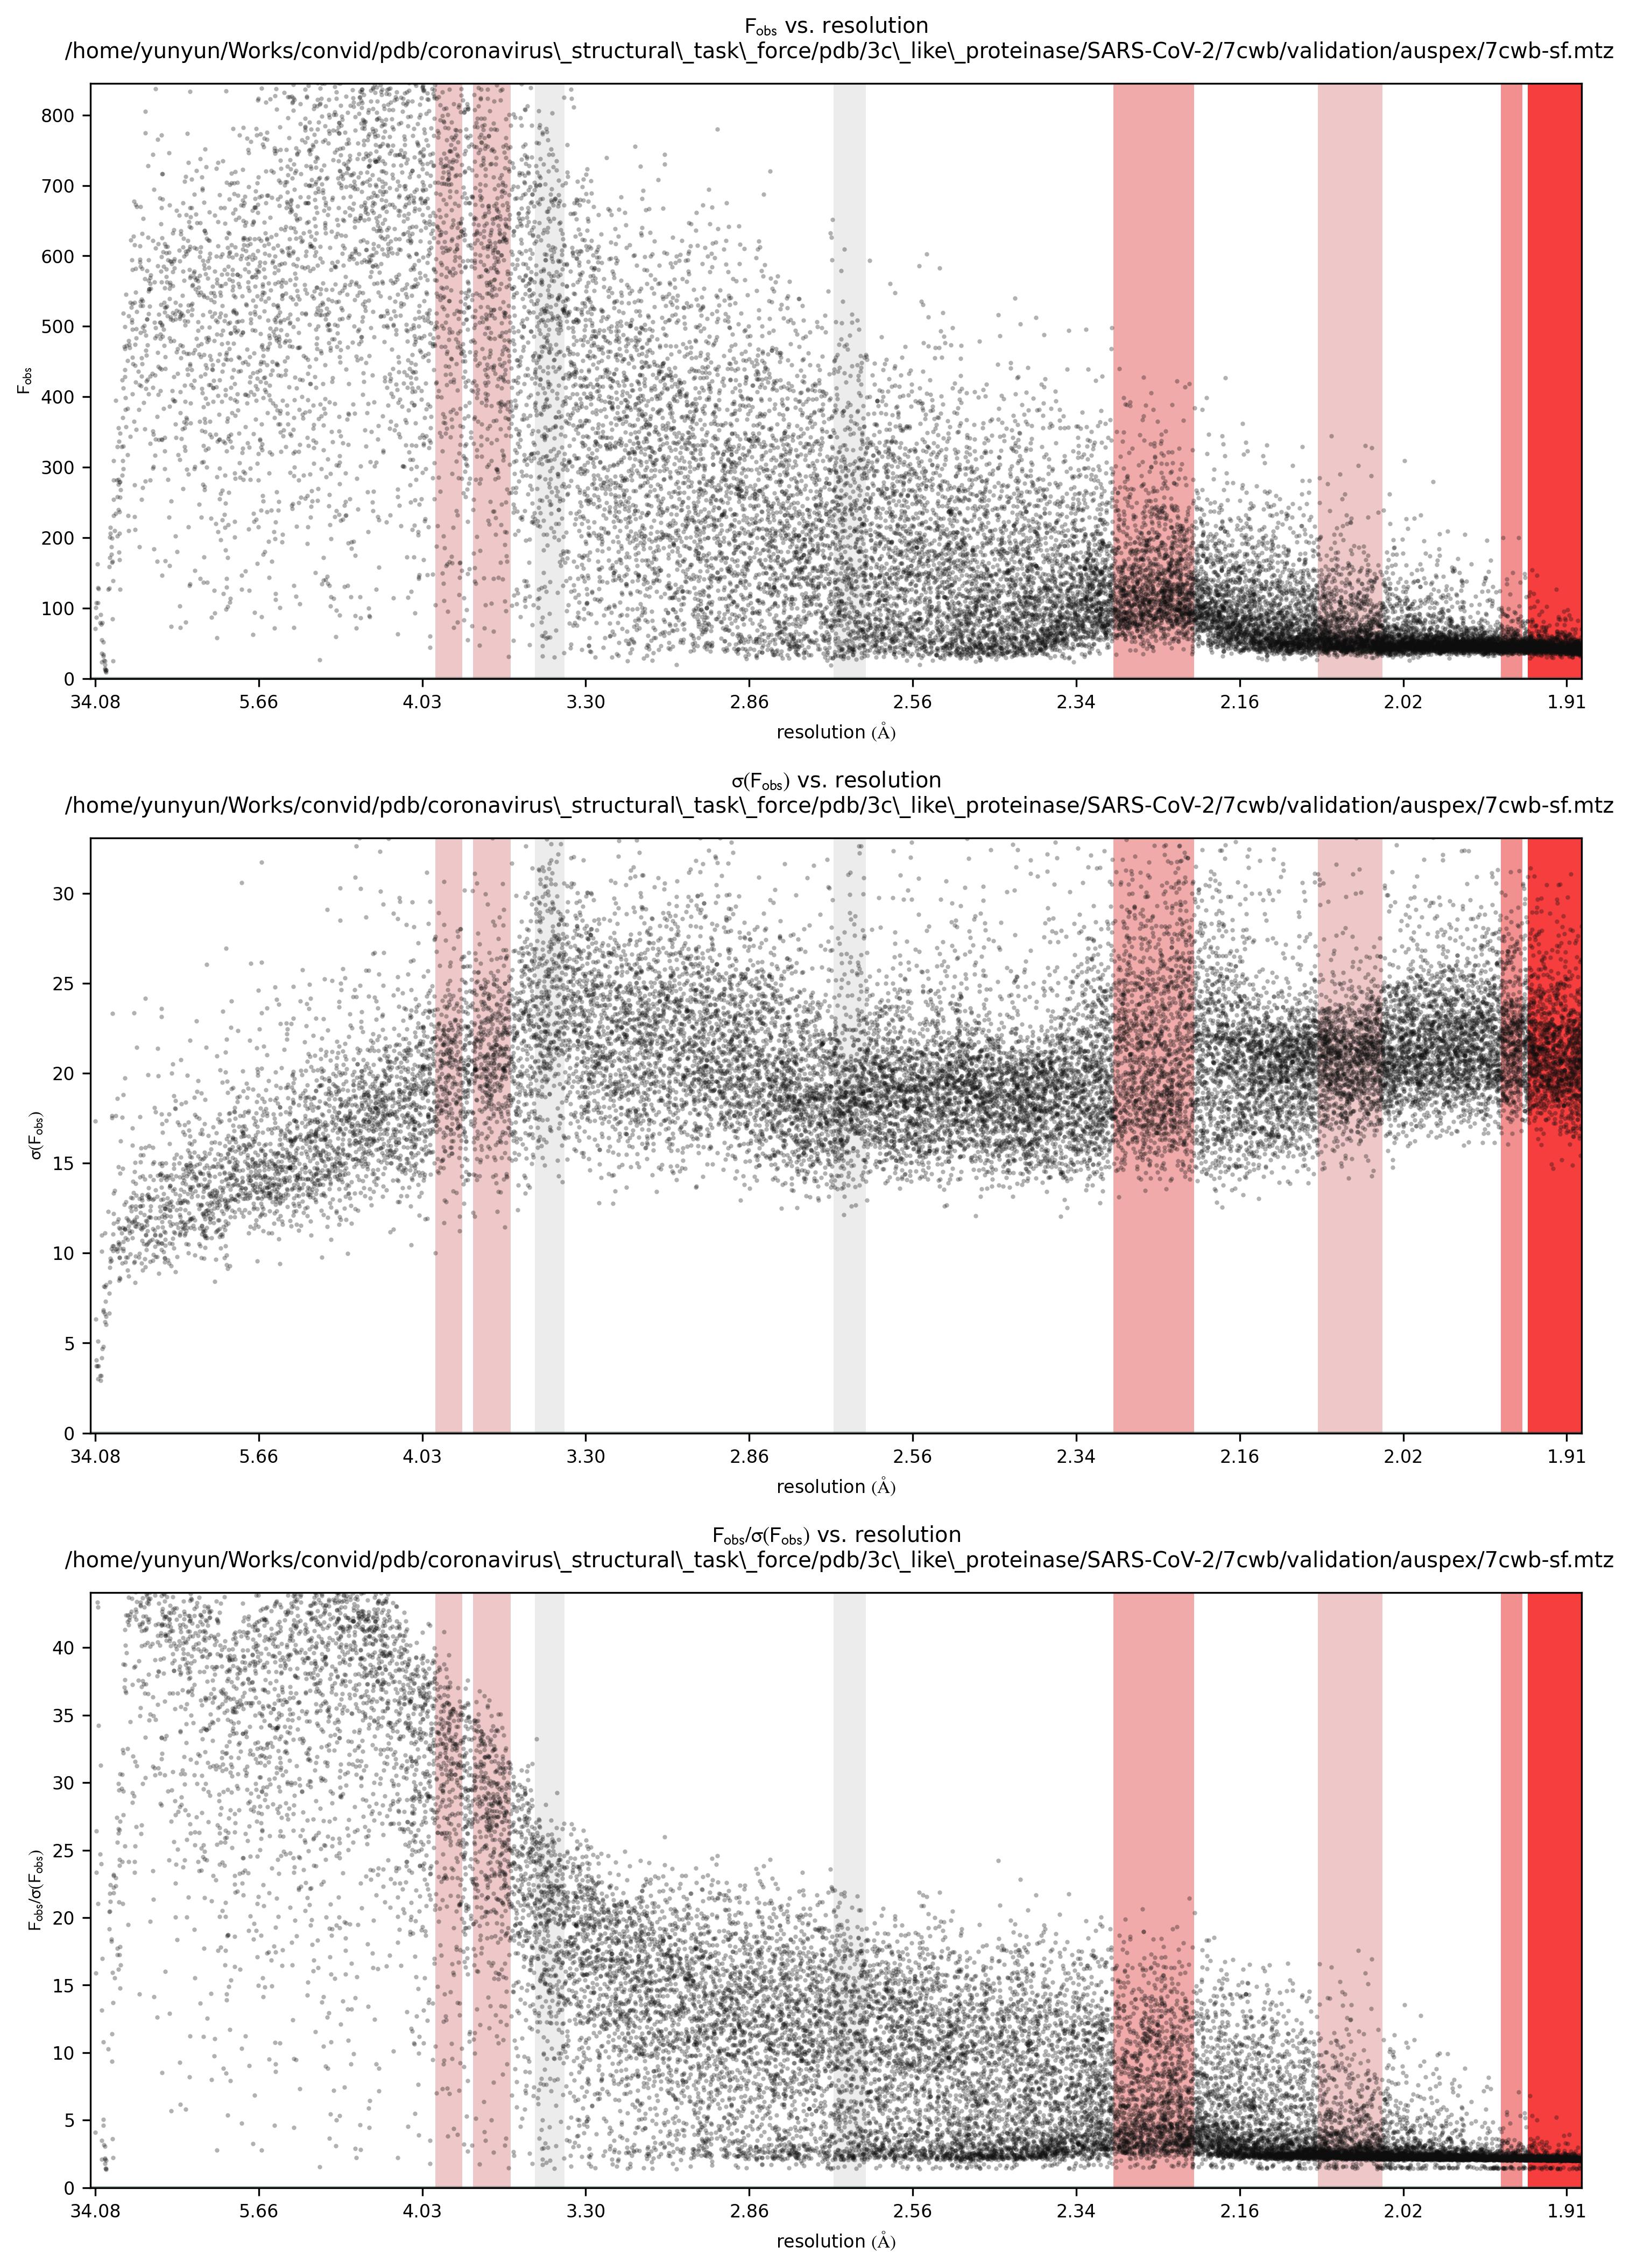 Fobs vs. resolution
/home/yunyun/Works/convid/pdb/coronavirus\_structural\_task\_force/pdb/3c\_like\_proteinase/SARS-CoV-2/7cwb/validation/auspex/7cwb-sf.mtz
800
700
600
500
400
300
200
100
0
Fobs
34.08 5.66 4.03 3.30 2.86 2.56 2.34 2.16 2.02 1.91
resolution (Å)
σ(Fobs) vs. resolution
/home/yunyun/Works/convid/pdb/coronavirus\_structural\_task\_force/pdb/3c\_like\_proteinase/SARS-CoV-2/7cwb/validation/auspex/7cwb-sf.mtz
30
25
20
15
10
5
0
σ(Fobs)
34.08 5.66 4.03 3.30 2.86 2.56 2.34 2.16 2.02 1.91
resolution (Å)
Fobs/σ(Fobs) vs. resolution
/home/yunyun/Works/convid/pdb/coronavirus\_structural\_task\_force/pdb/3c\_like\_proteinase/SARS-CoV-2/7cwb/validation/auspex/7cwb-sf.mtz
40
35
30
25
20
15
10
5
0
Fobs/σ(Fobs)
34.08 5.66 4.03 3.30 2.86 2.56 2.34 2.16 2.02 1.91
resolution (Å)